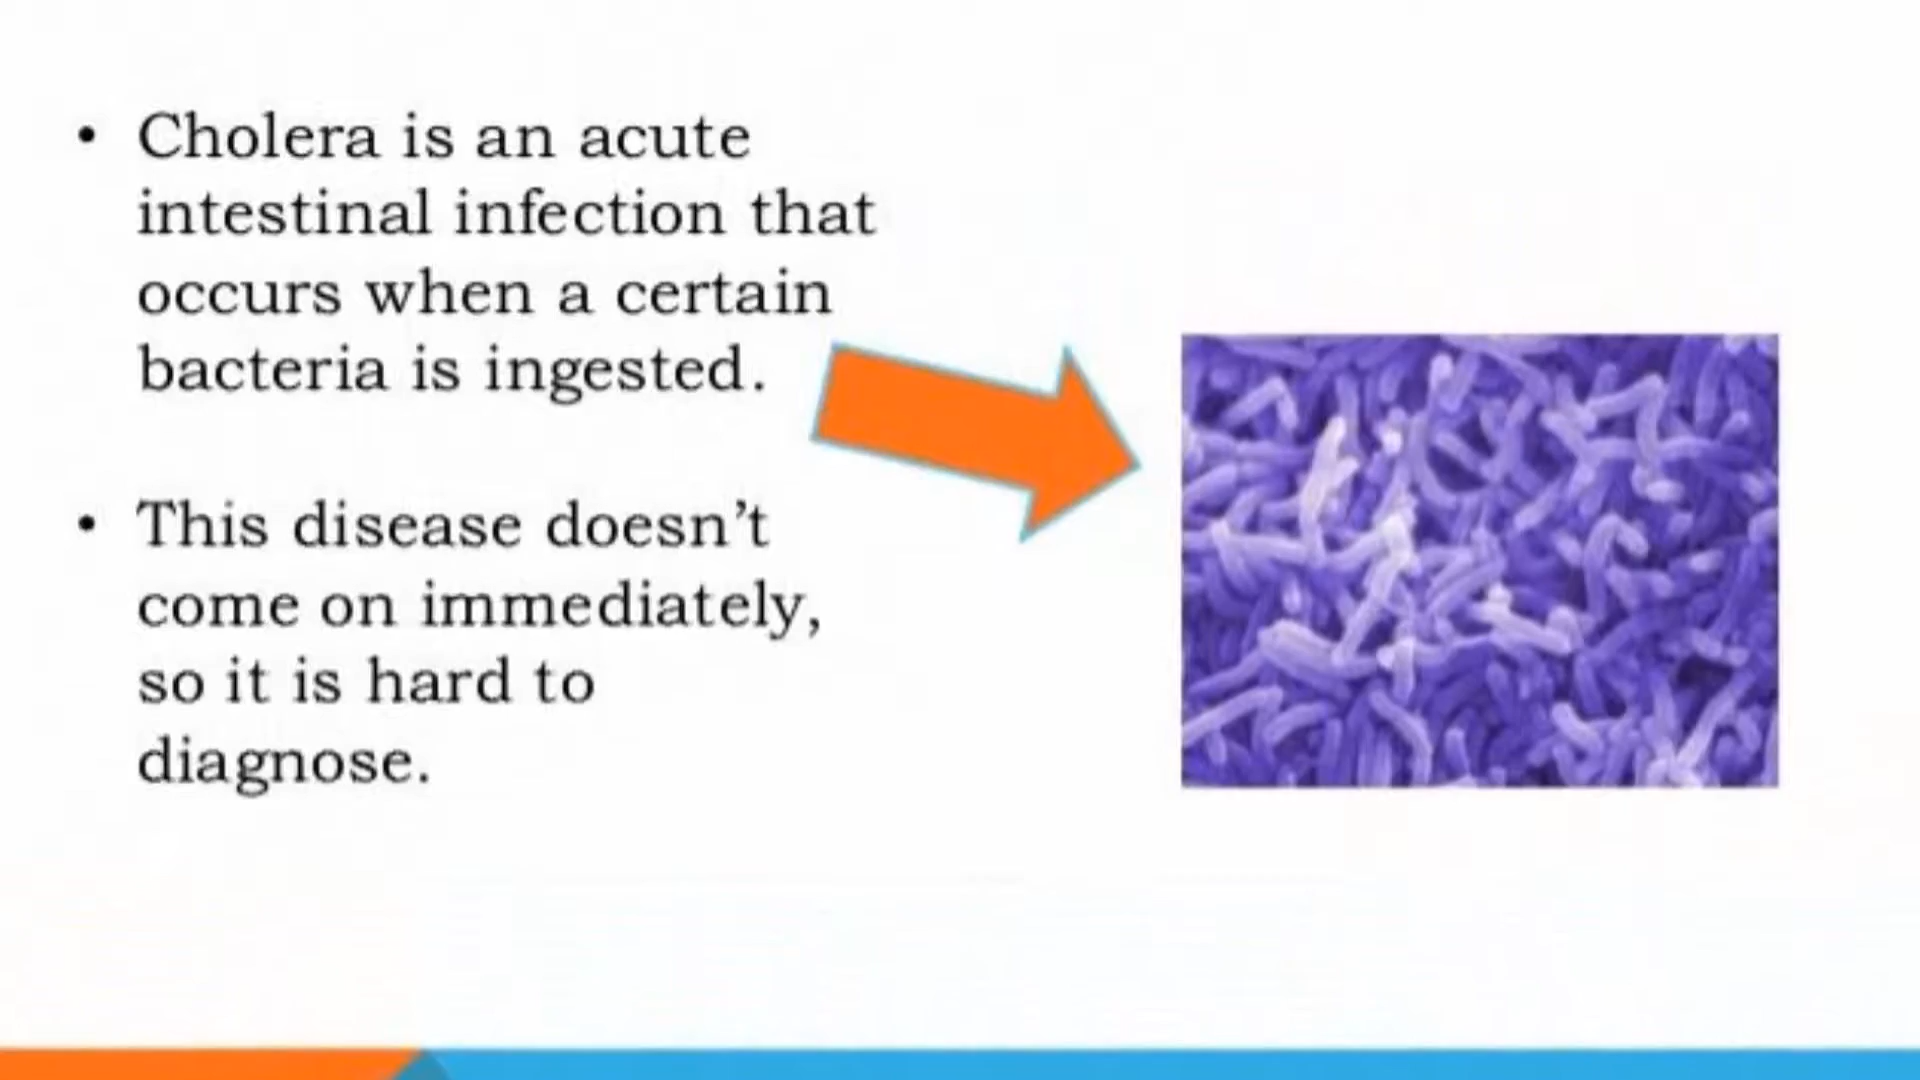 • Cholera is an acute
intestinal infection that
occurs when a certain
bacteria is ingested.
• This disease doesn’t
come on immediately,
so it is hard to
diagnose.